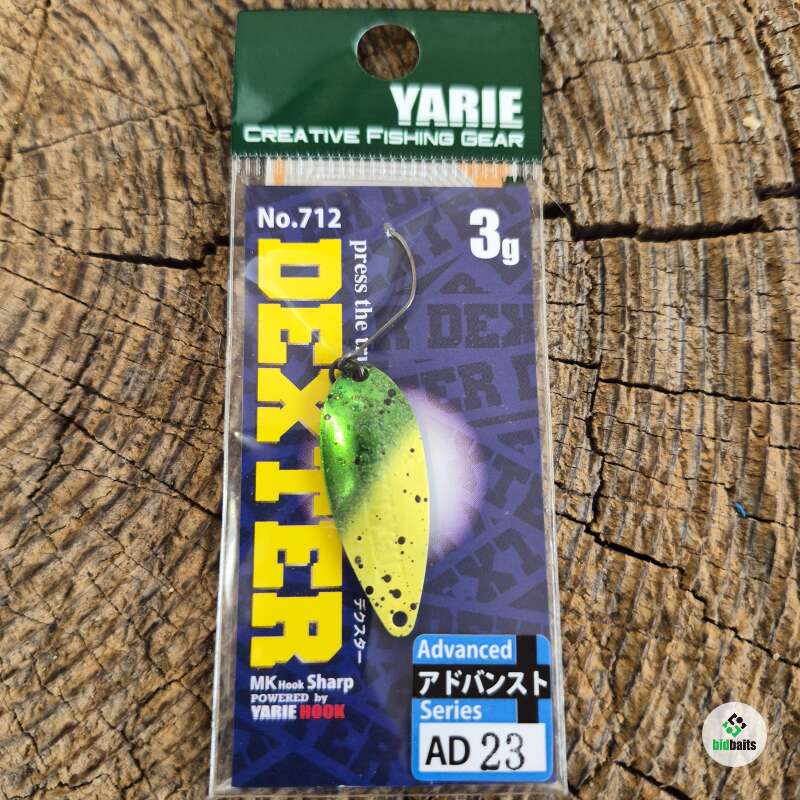 YARIE
CREATIVE FISHING GEAR
No.712
3g
DEXTER
press the
デクスター
MK Hook Sharp
POWERED by
YARIE HOOK
Advanced
アドバンスト
Series
AD 23
bidbaits